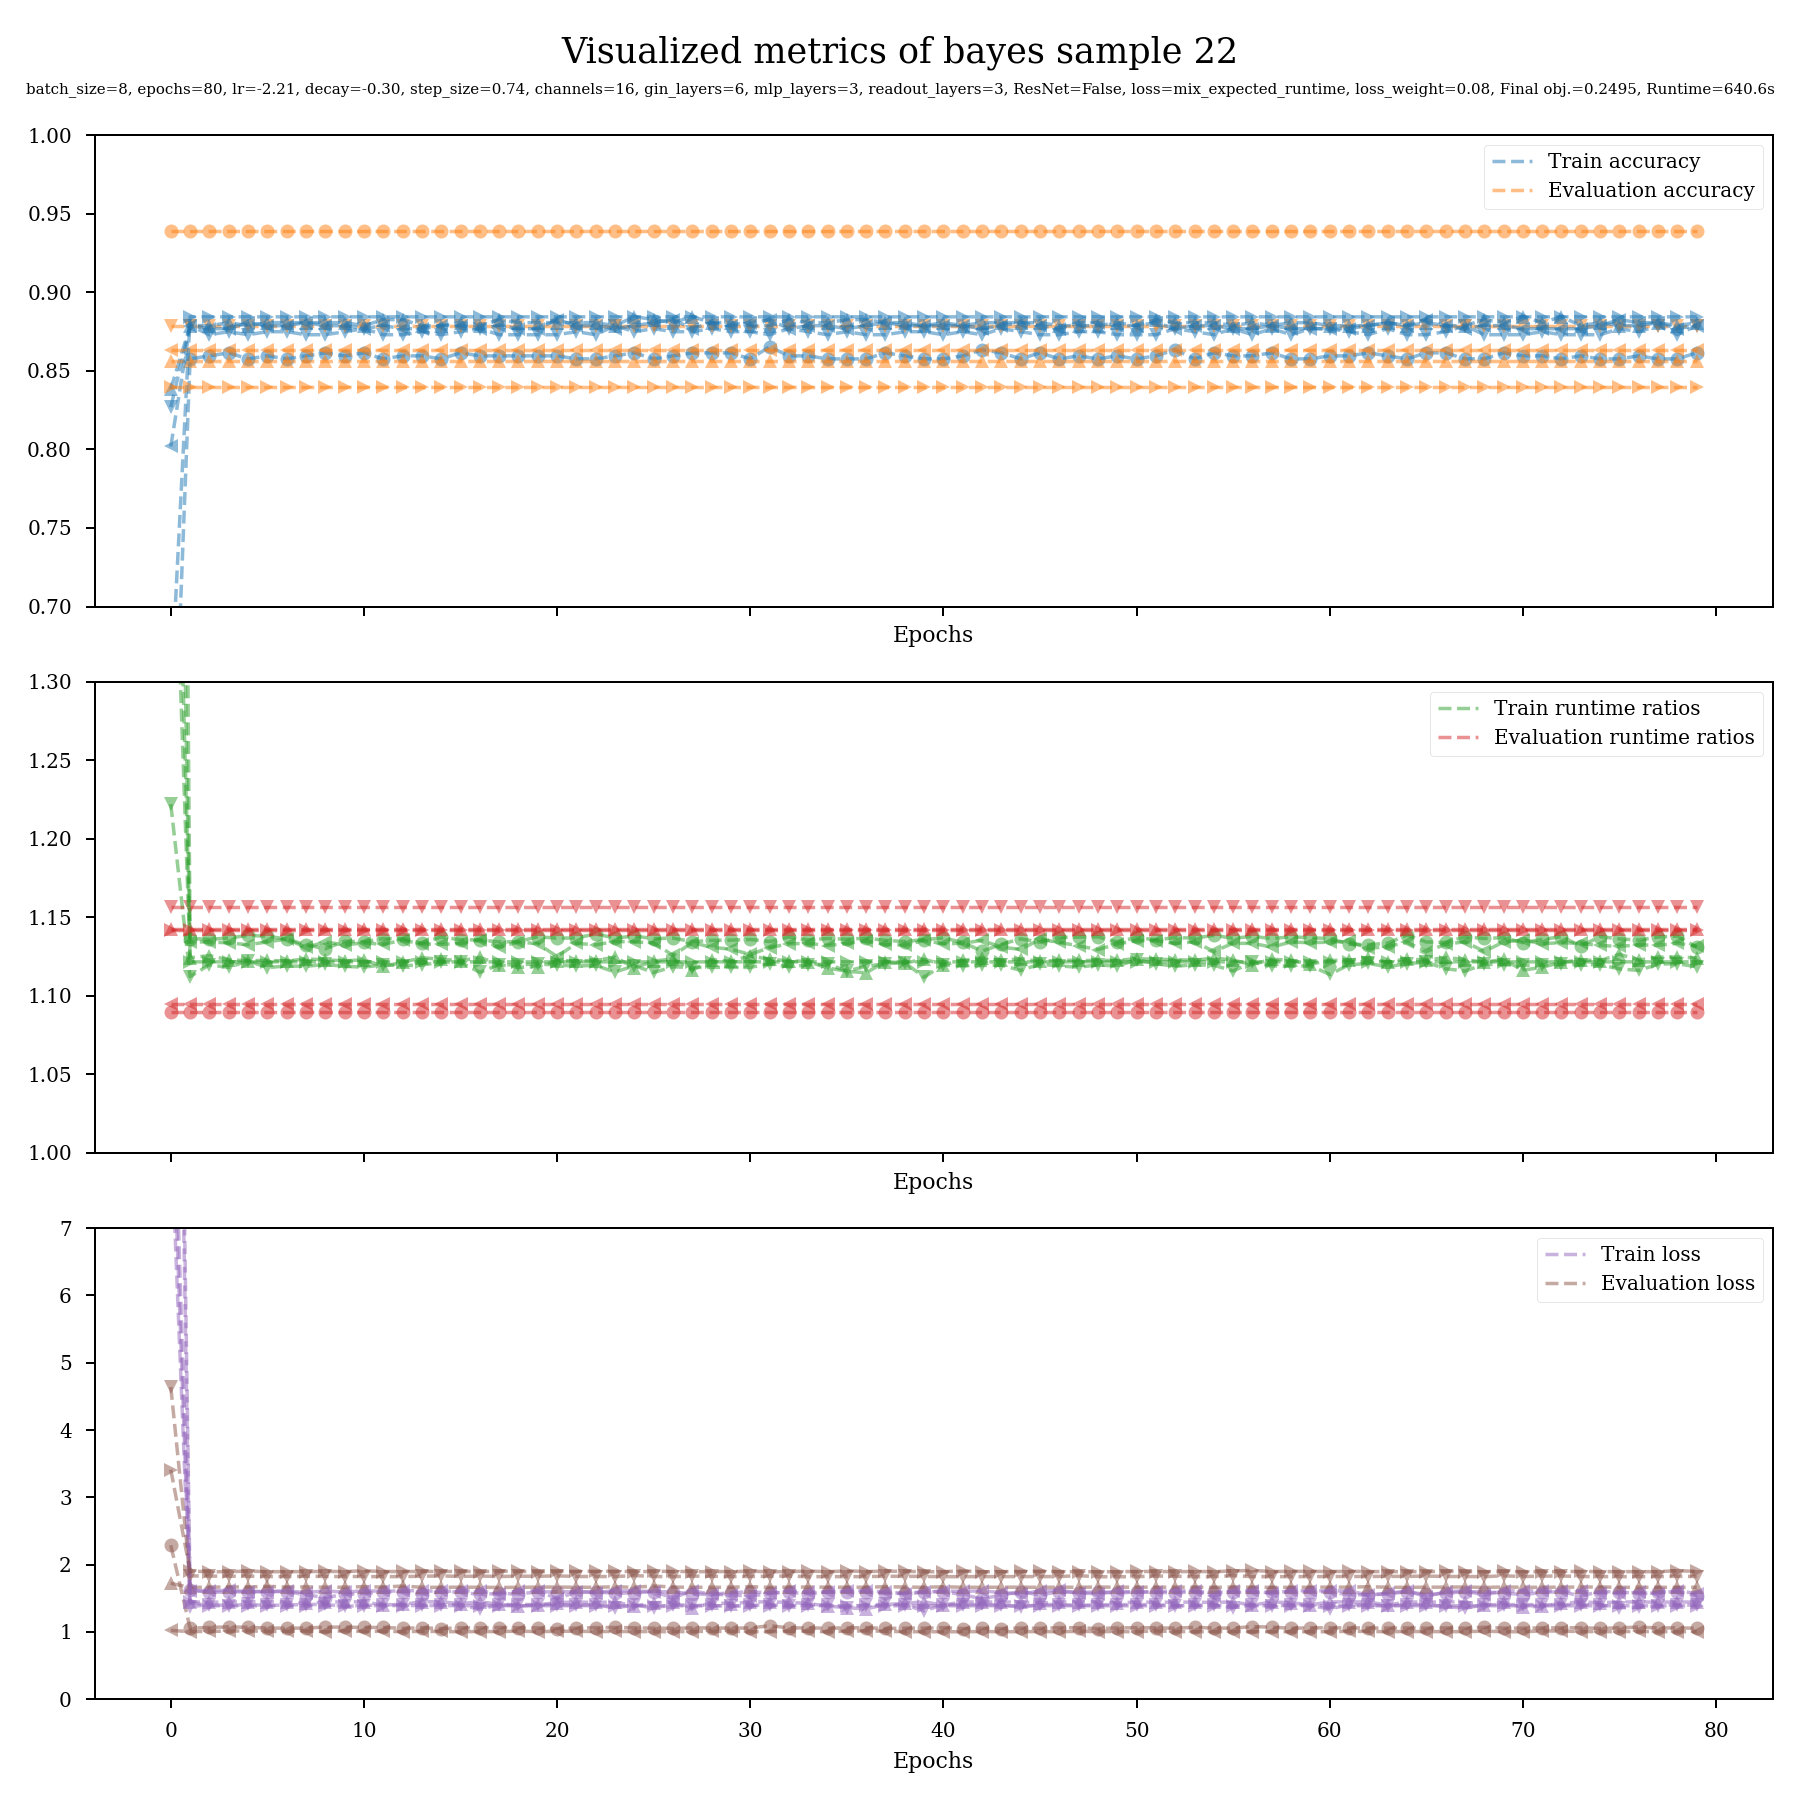 Visualized metrics of bayes sample 22
batch_size=8, epochs=80, lr=-2.21, decay=-0.30, step_size=0.74, channels=16, gin_layers=6, mlp_layers=3, readout_layers=3, ResNet=False, loss=mix_expected_runtime, loss_weight=0.08, Final obj.=0.2495, Runtime=640.6s
1.00
0.95
0.90
0.85
0.80
0.75
0.70
Train accuracy
Evaluation accuracy
Epochs
1.30
1.25
1.20
1.15
1.10
1.05
1.00
Train runtime ratios
Evaluation runtime ratios
Epochs
7
6
5
4
3
2
1
0
Train loss
Evaluation loss
0 10 20 30 40 50 60 70 80
Epochs